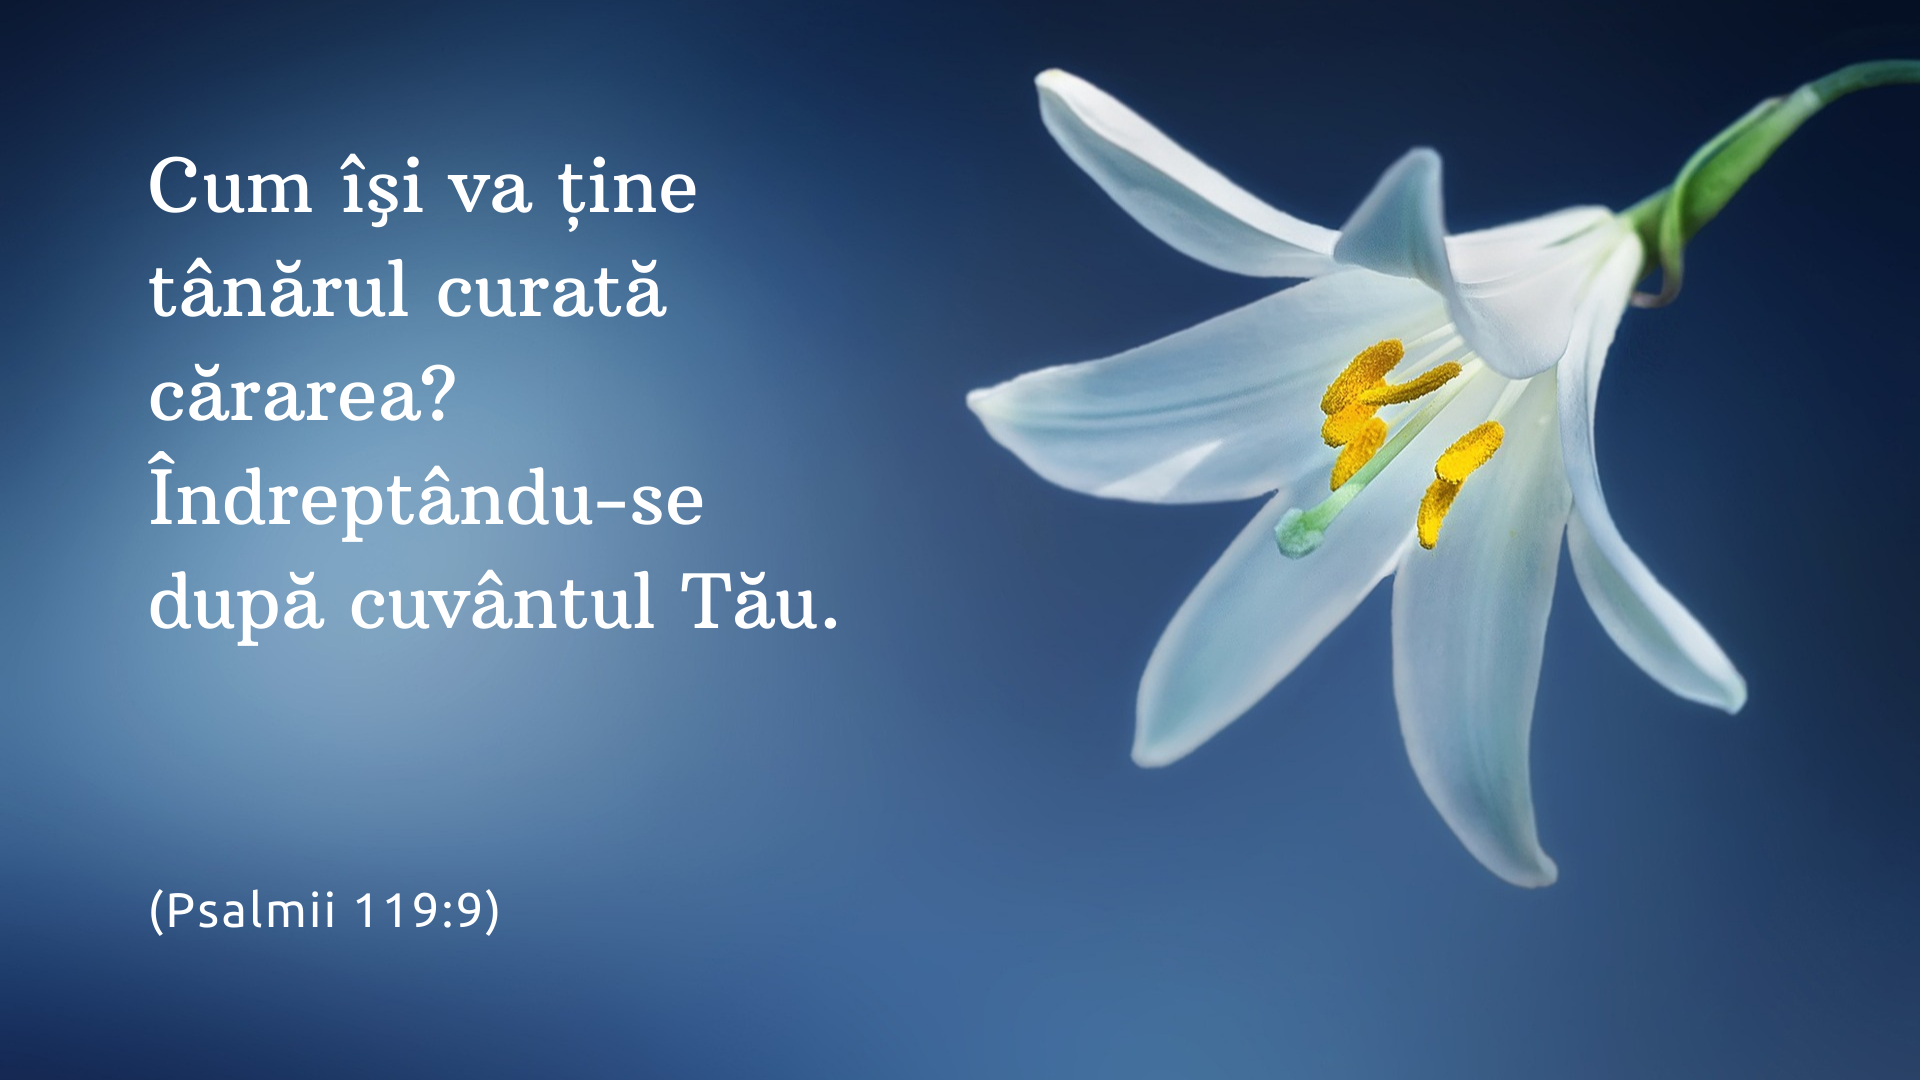 Cum îşi va ține
tânărul curată
cărarea?
Îndreptându-se
după cuvântul Tău.
(Psalmii 119:9)